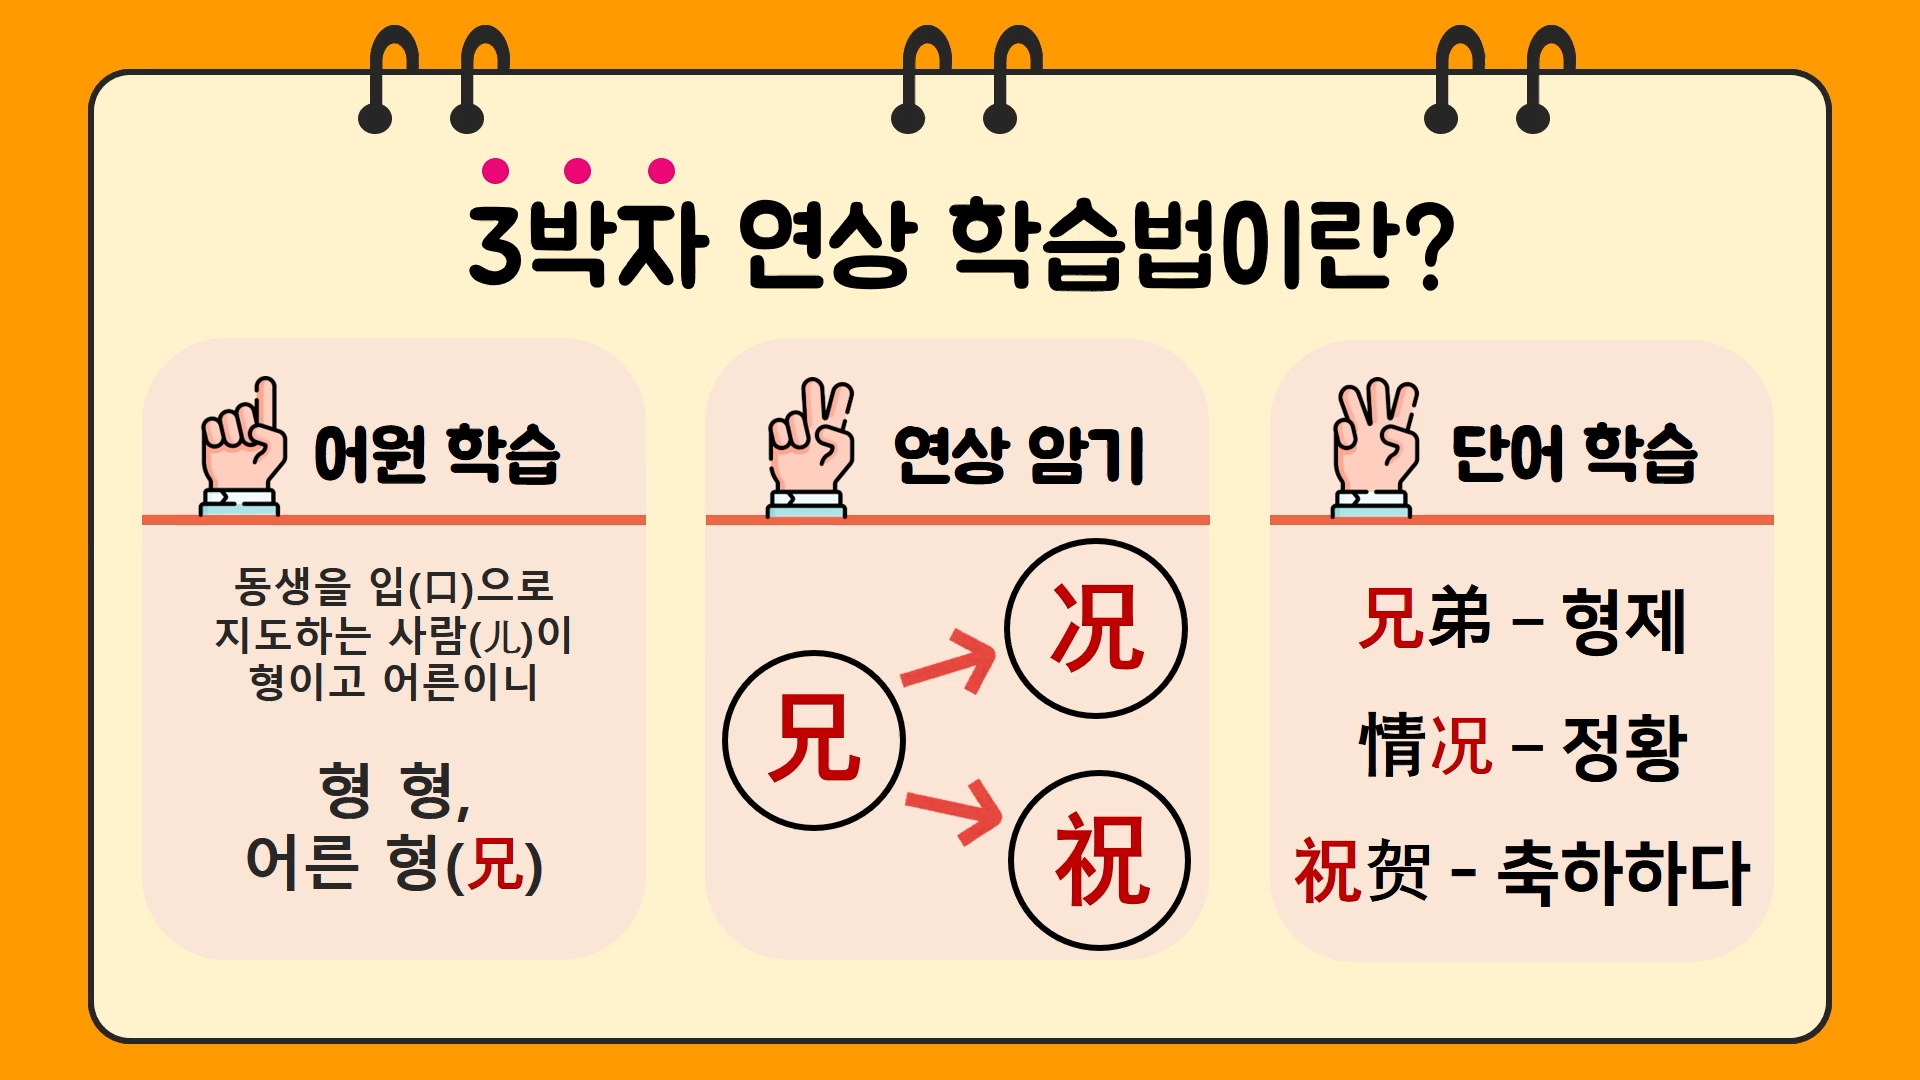 3박자 연상 학습법이란?
어원 학습
동생을 입(口)으로
지도하는 사람(儿)이
형이고 어른이니
형 형,
어른 형(兄)
연상 암기
兄
况
祝
단어 학습
兄弟 – 형제
情况 – 정황
祝贺 - 축하하다